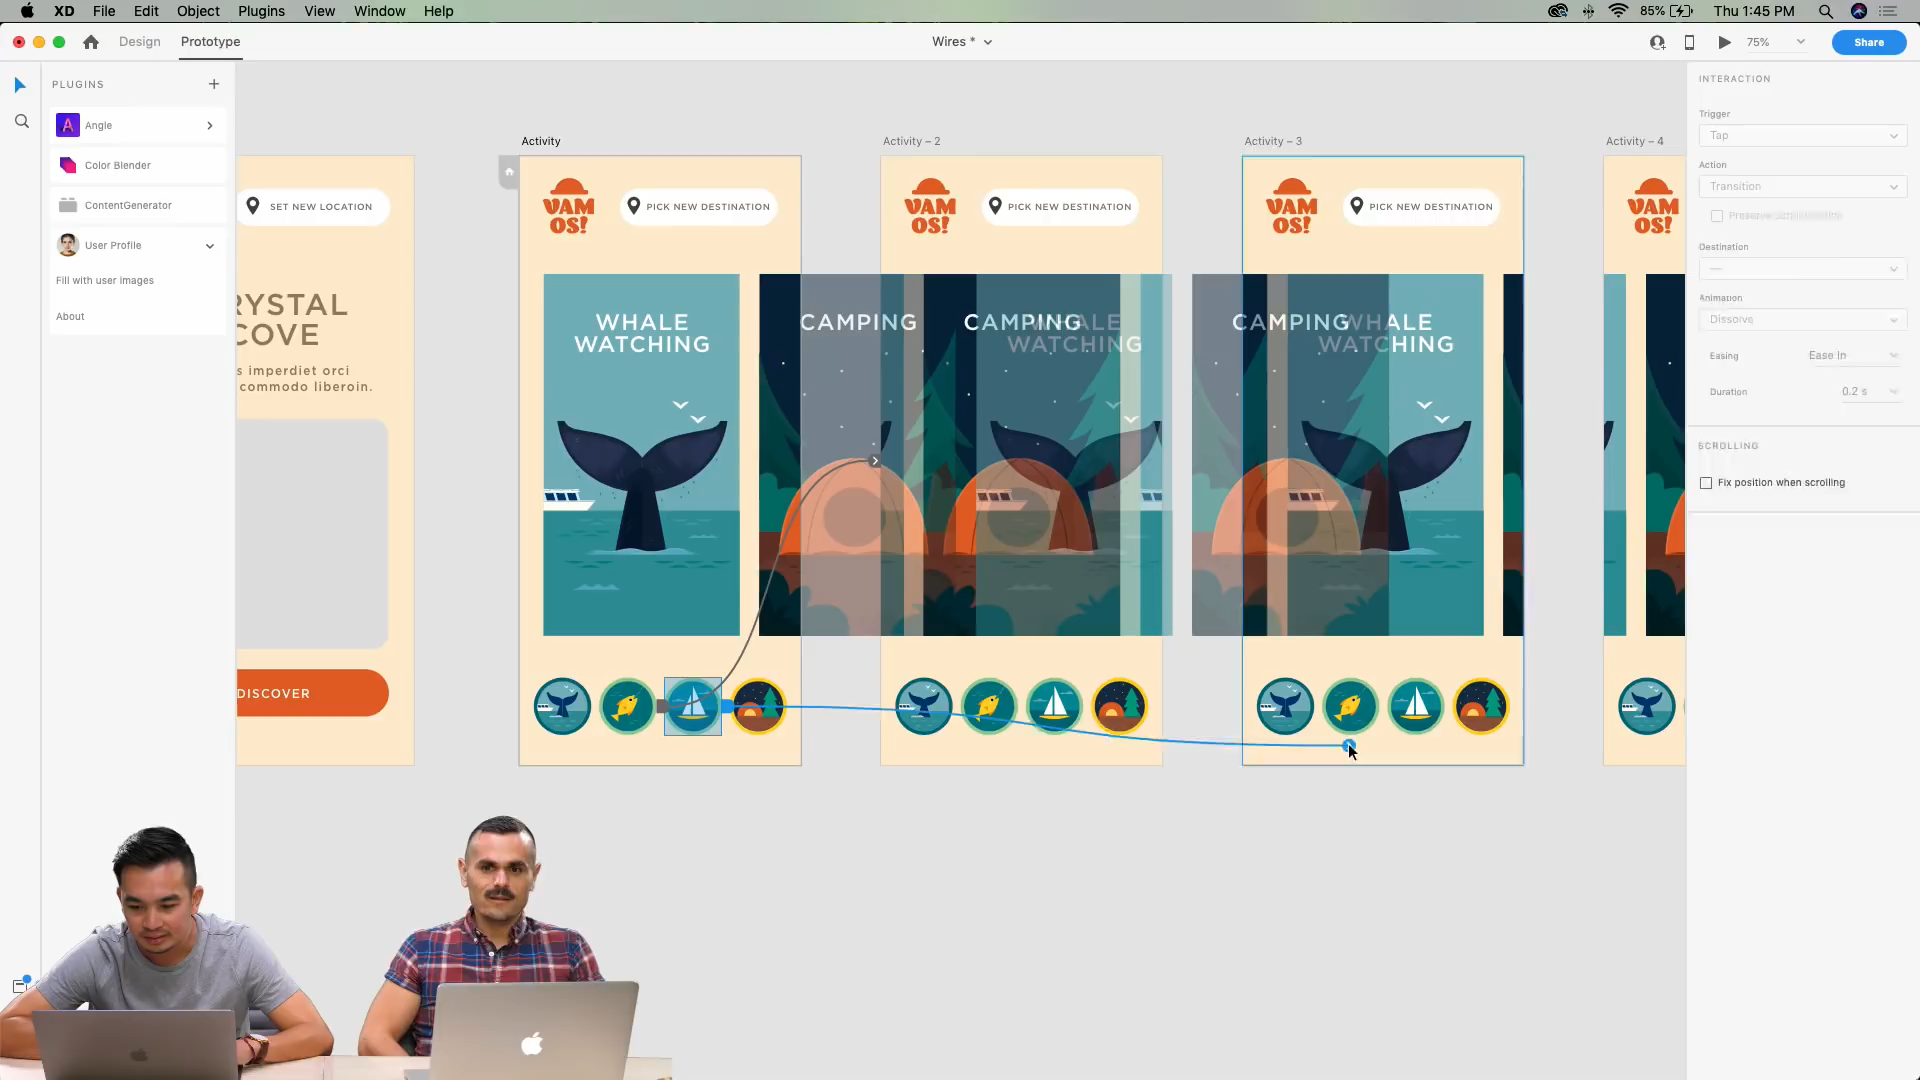 XD File Edit Object Plugins View Window Help
85% Thu 1:45 PM
Design Prototype
Wires *
75%
Share
PLUGINS
Angle
Color Blender
ContentGenerator
User Profile
Fill with user images
About
SET NEW LOCATION
RYSTAL
COVE
s imperdiet orci
commodo liberoin.
DISCOVER
Activity
VAM
OS!
PICK NEW DESTINATION
WHALE
WATCHING
CAMPING
Activity – 2
VAM
OS!
PICK NEW DESTINATION
CAMPING
WHALE
WATCHING
Activity – 3
VAM
OS!
PICK NEW DESTINATION
CAMPING
WHALE
WATCHING
Activity – 4
VAM
OS!
INTERACTION
Trigger
Tap
Action
Transition
Destination
Animation
Dissolve
Easing Ease In
Duration 0.2 s
SCROLLING
Fix position when scrolling